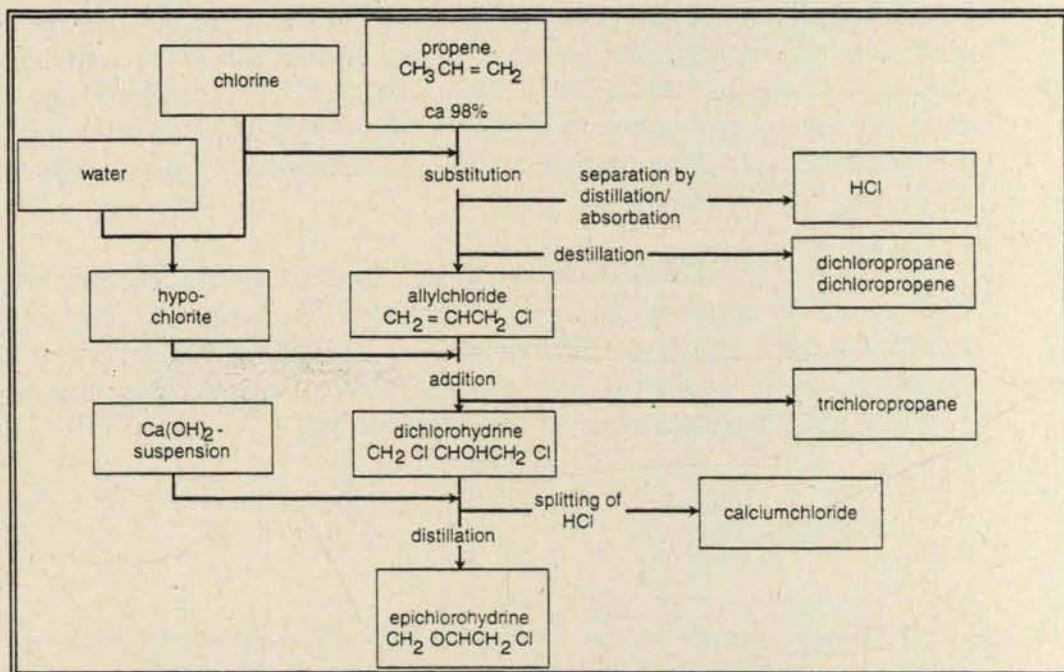 propene
CH₃CH = CH₂
ca 98%
chlorine
water
substitution
separation by
distillation/
absorbation
HCl
destillation
dichloropropane
dichloropropene
hypo-
chlorite
allylchloride
CH₂ = CHCH₂ Cl
addition
trichloropropane
Ca(OH)₂ -
suspension
dichlorohydrine
CH₂ Cl CHOHCH₂ Cl
splitting of
HCl
calciumchloride
distillation
epichlorohydrine
CH₂ OCHCH₂ Cl